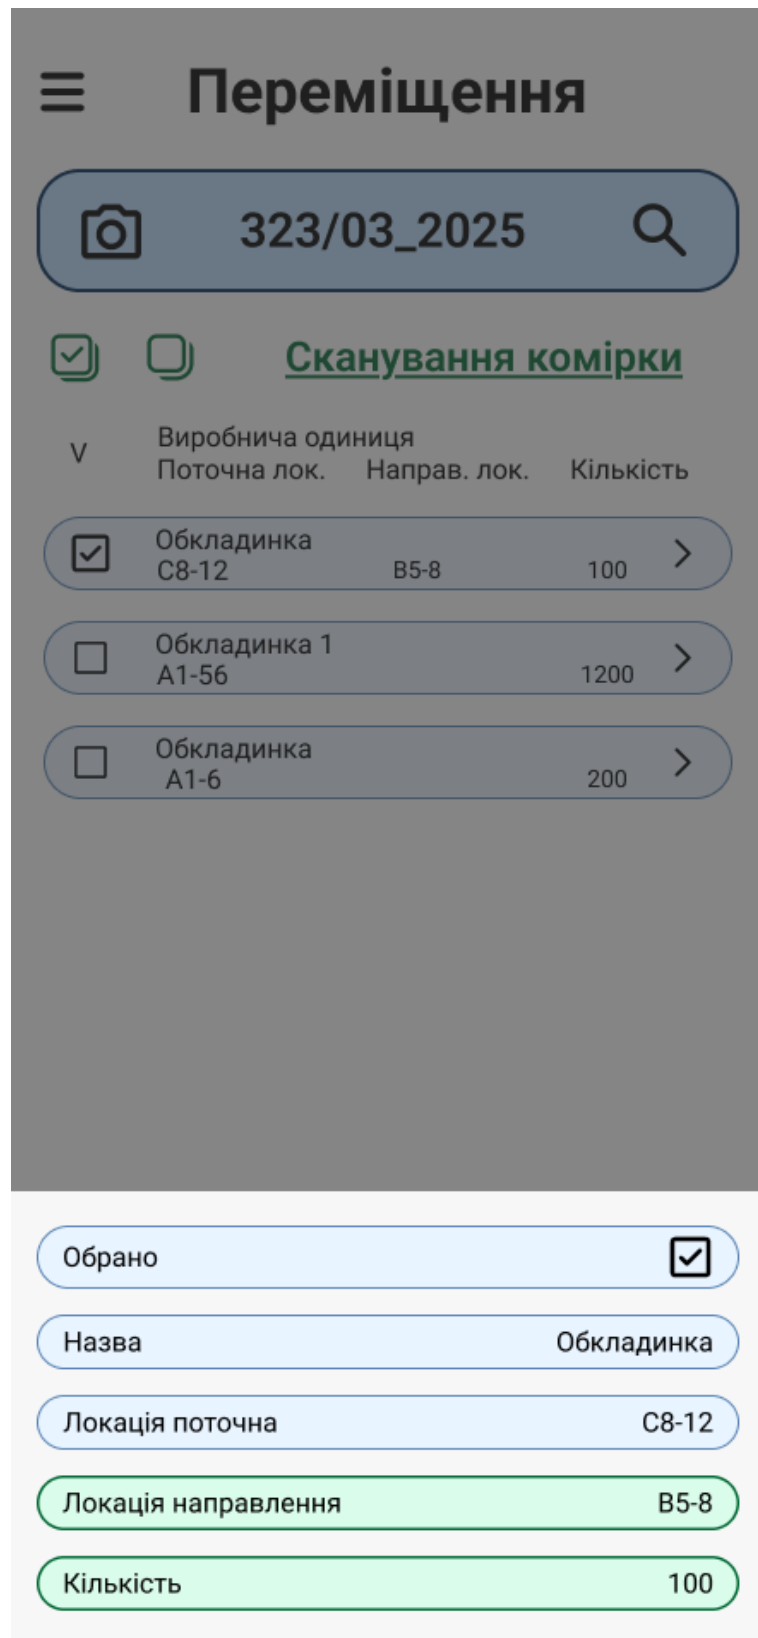 Переміщення
323/03_2025
Сканування комірки
V
Виробнича одиниця
Поточна лок. Направ. лок. Кількість
Обкладинка
C8-12 B5-8 100
Обкладинка 1
A1-56 1200
Обкладинка
A1-6 200
Обрано
Назва Обкладинка
Локація поточна C8-12
Локація направлення B5-8
Кількість 100